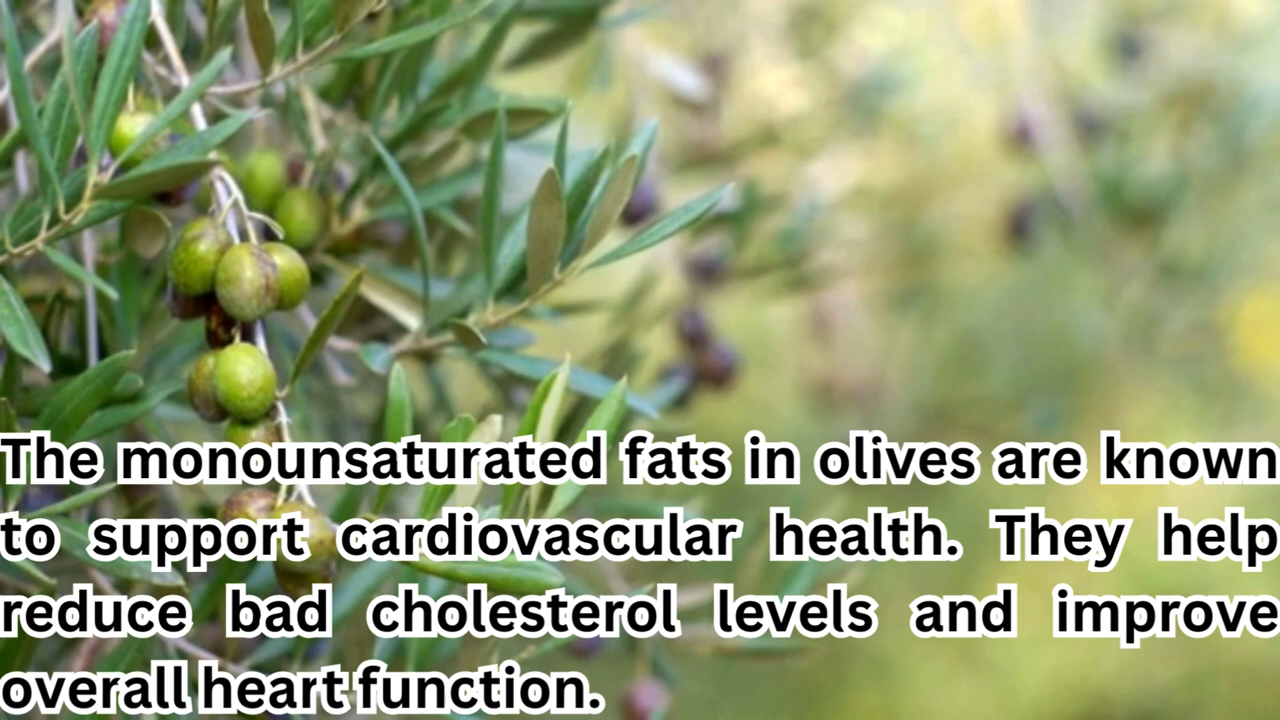 The monounsaturated fats in olives are known
to support cardiovascular health. They help
reduce bad cholesterol levels and improve
overall heart function.